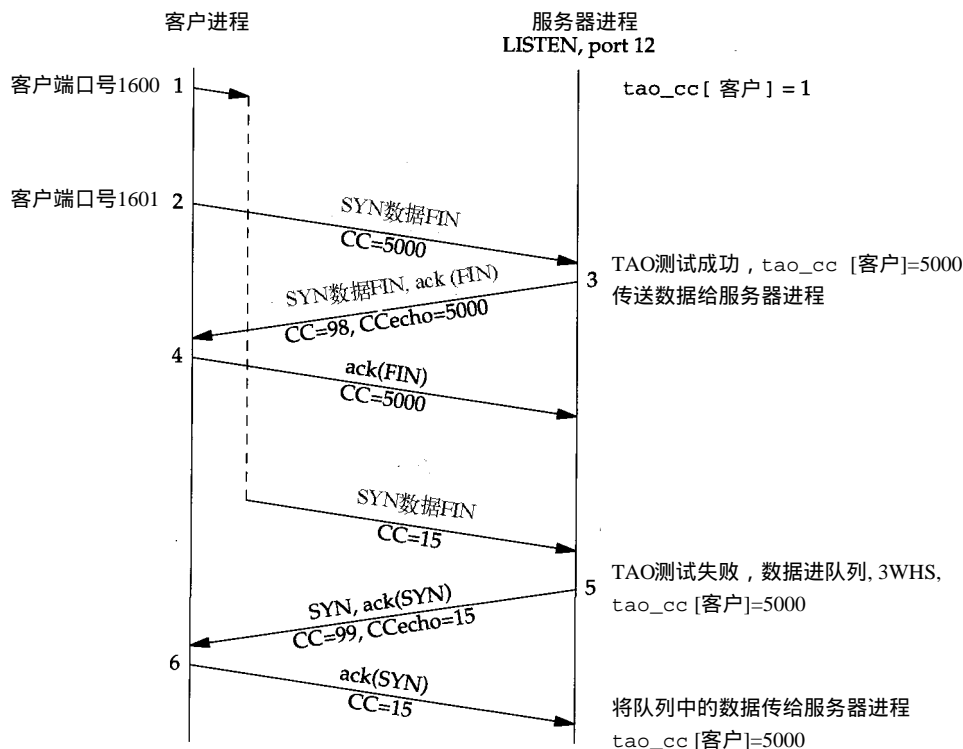 客户进程
服务器进程
LISTEN, port 12
客户端口号1600
1
tao_cc[ 客户 ] = 1
客户端口号1601
2
SYN数据FIN
CC=5000
3
TAO测试成功，tao_cc [客户]=5000
传送数据给服务器进程
SYN数据FIN, ack (FIN)
CC=98, CCecho=5000
4
ack(FIN)
CC=5000
SYN数据FIN
CC=15
5
TAO测试失败，数据进队列, 3WHS,
tao_cc [客户]=5000
SYN, ack(SYN)
CC=99, CCecho=15
6
ack(SYN)
CC=15
将队列中的数据传给服务器进程
tao_cc [客户]=5000